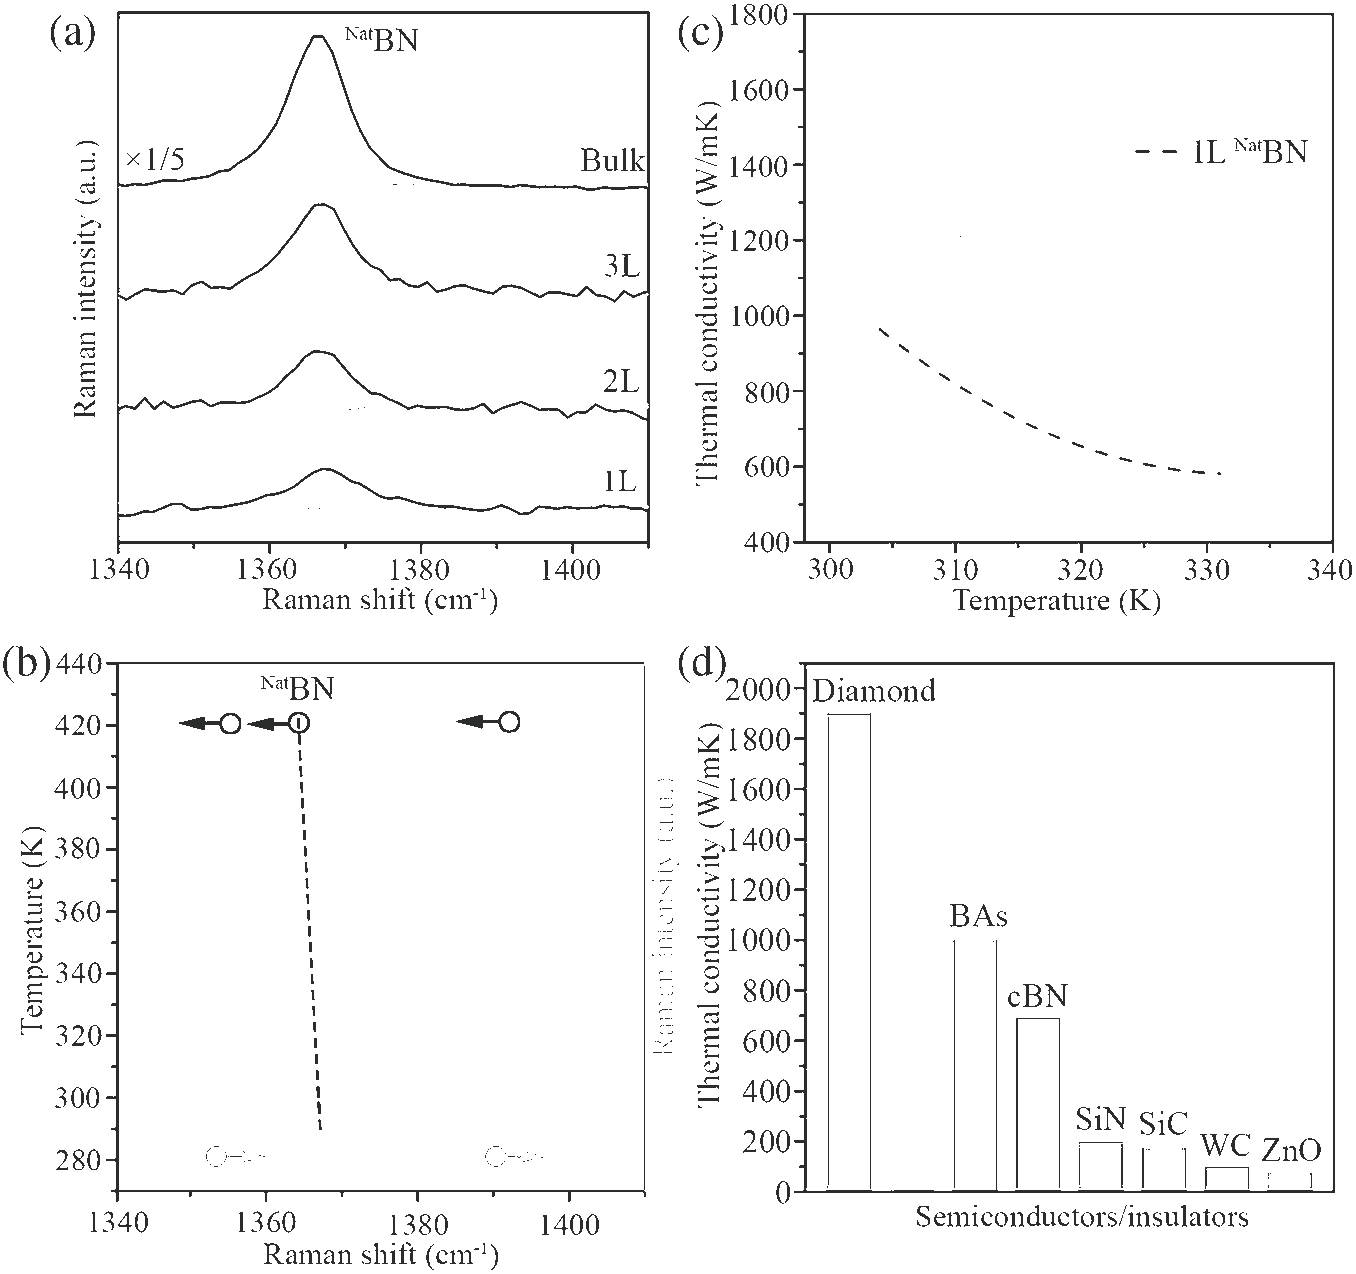 (a)
NatBN
×1/5
Bulk
3L
2L
1L
Raman intensity (a.u.)
1340 1360 1380 1400
Raman shift (cm-1)
(c)
1800
1600
1400
1200
1000
800
600
400
1L NatBN
Thermal conductivity (W/mK)
300 310 320 330 340
Temperature (K)
(b)
440
420
400
380
360
340
320
300
280
NatBN
Temperature (K)
1340 1360 1380 1400
Raman shift (cm-1)
Raman intensity (a.u.)
(d)
2000
1800
1600
1400
1200
1000
800
600
400
200
0
Thermal conductivity (W/mK)
Diamond
BAs
cBN
SiN
SiC
WC
ZnO
Semiconductors/insulators